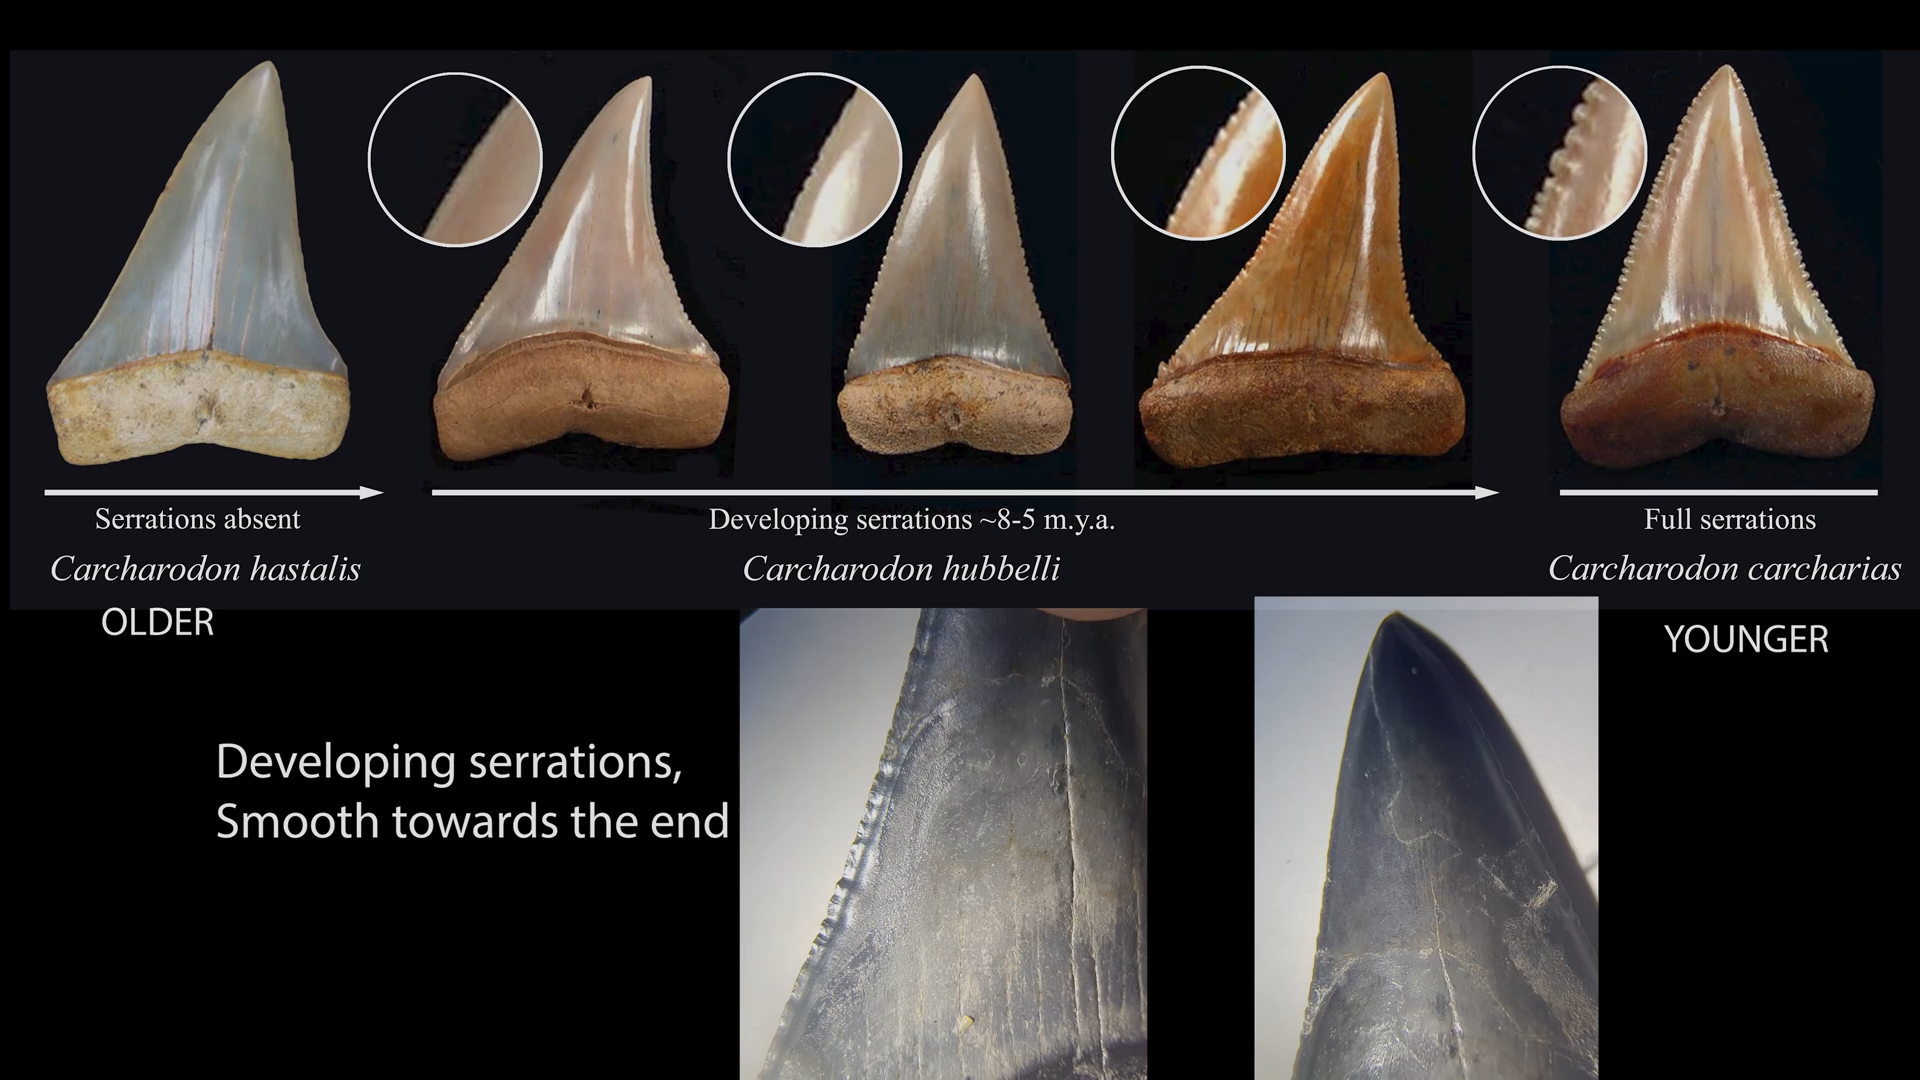 Serrations absent
Developing serrations ~8-5 m.y.a.
Full serrations
Carcharodon hastalis
Carcharodon hubbelli
Carcharodon carcharias
OLDER
YOUNGER
Developing serrations,
Smooth towards the end